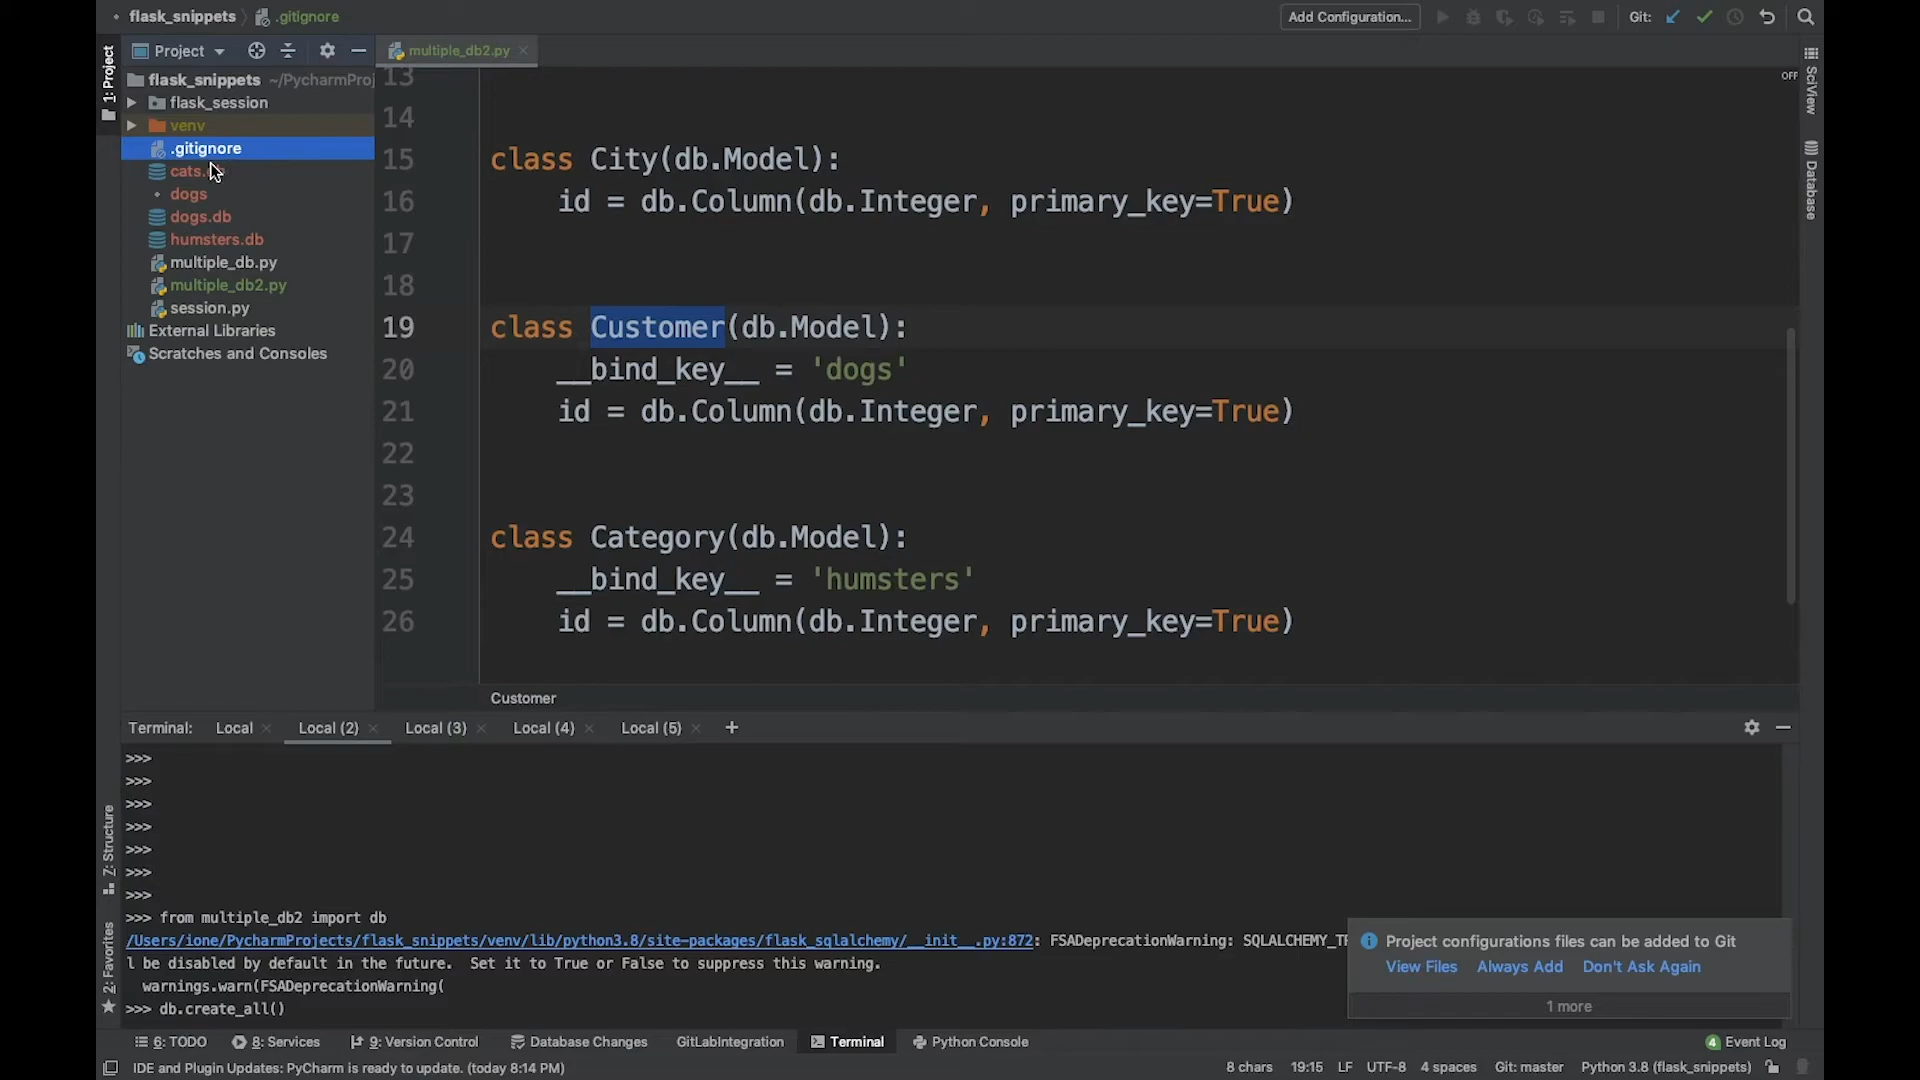 flask_snippets .gitignore Add Configuration... Git:
Project multiple_db2.py
1: Project
flask_snippets ~/PycharmProj
flask_session
venv
.gitignore
dogs
dogs.db
humsters.db
multiple_db.py
multiple_db2.py
session.py
External Libraries
Scratches and Consoles
OFF
SciView
Database
13
14
15 class City(db.Model):
16 id = db.Column(db.Integer, primary_key=True)
17
18
19 class Customer(db.Model):
20 __bind_key__ = 'dogs'
21 id = db.Column(db.Integer, primary_key=True)
22
23
24 class Category(db.Model):
25 __bind_key__ = 'humsters'
26 id = db.Column(db.Integer, primary_key=True)
Customer
Terminal: Local Local (2) Local (3) Local (4) Local (5) +
Z: Structure
2: Favorites
>>>
>>>
>>>
>>>
>>>
>>>
>>>
>>> from multiple_db2 import db
/Users/ione/PycharmProjects/flask_snippets/venv/lib/python3.8/site-packages/flask_sqlalchemy/__init__.py:872: FSADeprecationWarning:
l be disabled by default in the future. Set it to True or False to suppress this warning.
warnings.warn(FSADeprecationWarning(
>>> db.create_all()
Project configurations files can be added to Git
View Files Always Add Don't Ask Again
1 more
6: TODO 8: Services 9: Version Control Database Changes GitLabIntegration Terminal Python Console 4 Event Log
IDE and Plugin Updates: PyCharm is ready to update. (today 8:14 PM) 8 chars 19:15 LF UTF-8 4 spaces Git: master Python 3.8 (flask_snippets)